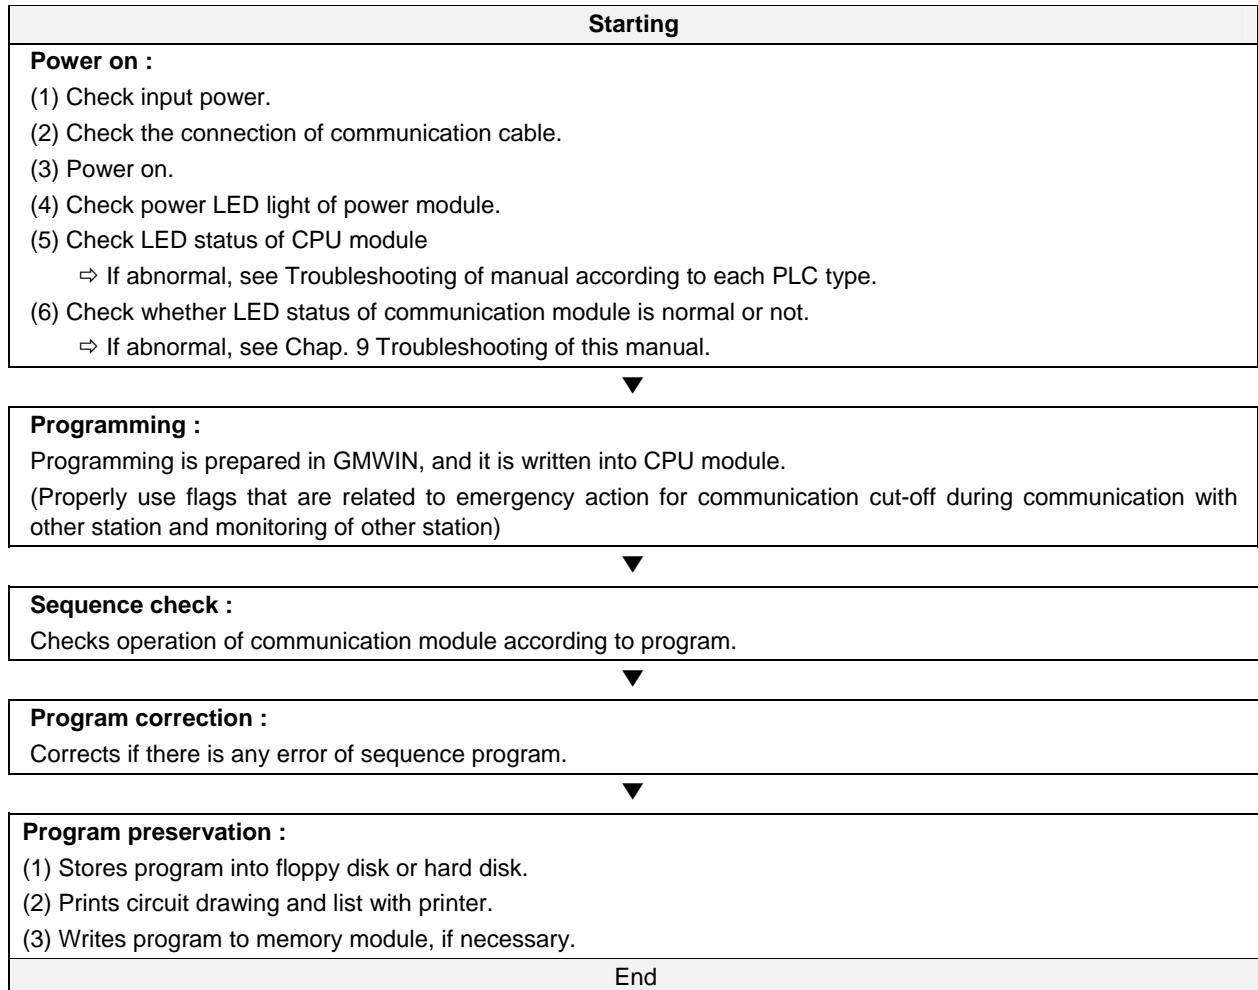 Starting
Power on :
(1) Check input power.
(2) Check the connection of communication cable.
(3) Power on.
(4) Check power LED light of power module.
(5) Check LED status of CPU module
⇨ If abnormal, see Troubleshooting of manual according to each PLC type.
(6) Check whether LED status of communication module is normal or not.
⇨ If abnormal, see Chap. 9 Troubleshooting of this manual.
Programming :
Programming is prepared in GMWIN, and it is written into CPU module.
(Properly use flags that are related to emergency action for communication cut-off during communication with
other station and monitoring of other station)
Sequence check :
Checks operation of communication module according to program.
Program correction :
Corrects if there is any error of sequence program.
Program preservation :
(1) Stores program into floppy disk or hard disk.
(2) Prints circuit drawing and list with printer.
(3) Writes program to memory module, if necessary.
End